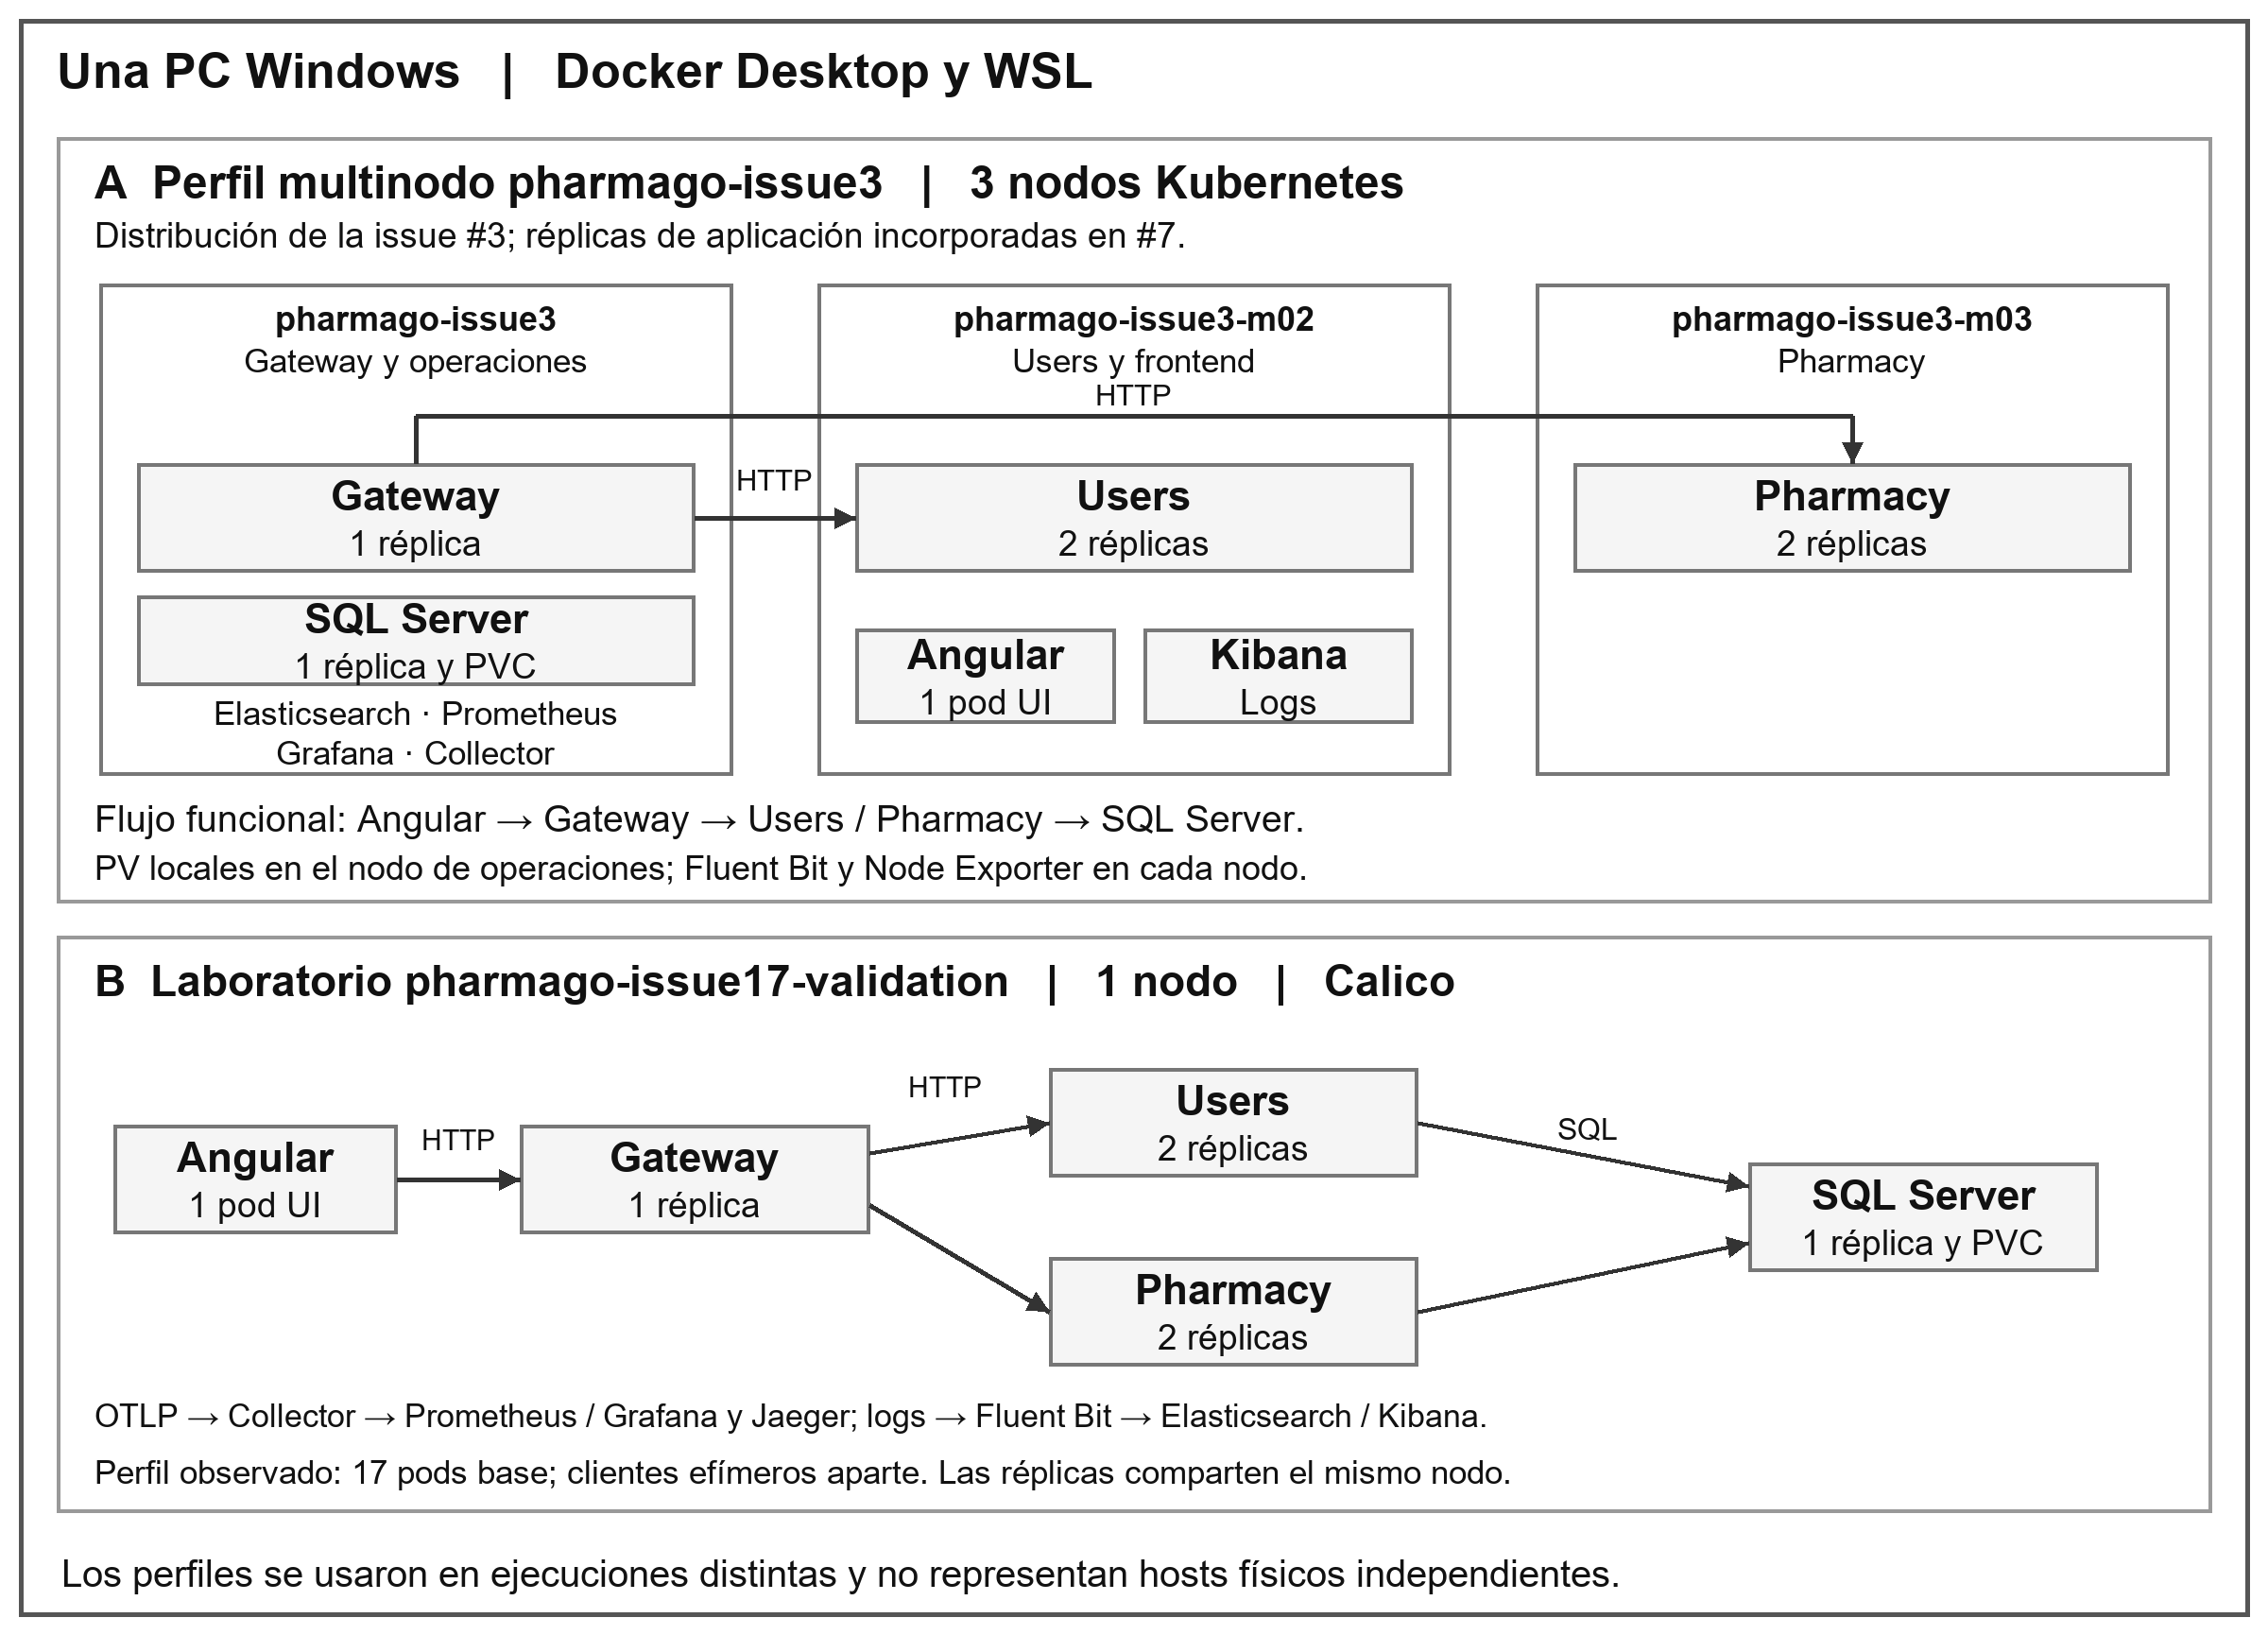 Una PC Windows | Docker Desktop y WSL
A Perfil multinodo pharmago-issue3 | 3 nodos Kubernetes
Distribución de la issue #3; réplicas de aplicación incorporadas en #7.
pharmago-issue3
Gateway y operaciones
pharmago-issue3-m02
Users y frontend
pharmago-issue3-m03
Pharmacy
HTTP
HTTP
Gateway
1 réplica
Users
2 réplicas
Pharmacy
2 réplicas
SQL Server
1 réplica y PVC
Angular
1 pod UI
Kibana
Logs
Elasticsearch · Prometheus
Grafana · Collector
Flujo funcional: Angular → Gateway → Users / Pharmacy → SQL Server.
PV locales en el nodo de operaciones; Fluent Bit y Node Exporter en cada nodo.
B Laboratorio pharmago-issue17-validation | 1 nodo | Calico
Angular
1 pod UI
HTTP
Gateway
1 réplica
HTTP
Users
2 réplicas
Pharmacy
2 réplicas
SQL
SQL Server
1 réplica y PVC
OTLP → Collector → Prometheus / Grafana y Jaeger; logs → Fluent Bit → Elasticsearch / Kibana.
Perfil observado: 17 pods base; clientes efímeros aparte. Las réplicas comparten el mismo nodo.
Los perfiles se usaron en ejecuciones distintas y no representan hosts físicos independientes.